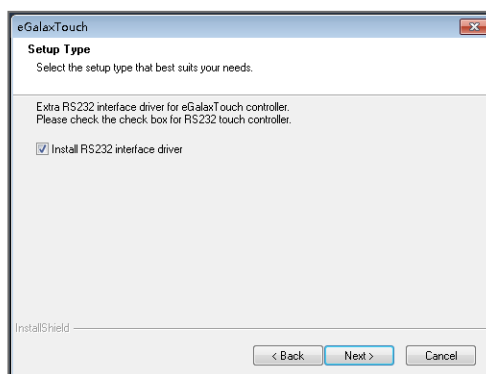 eGalaxTouch
Setup Type
Select the setup type that best suits your needs.
Extra RS232 interface driver for eGalaxTouch controller.
Please check the check box for RS232 touch controller.
Install RS232 interface driver
InstallShield
< Back Next > Cancel